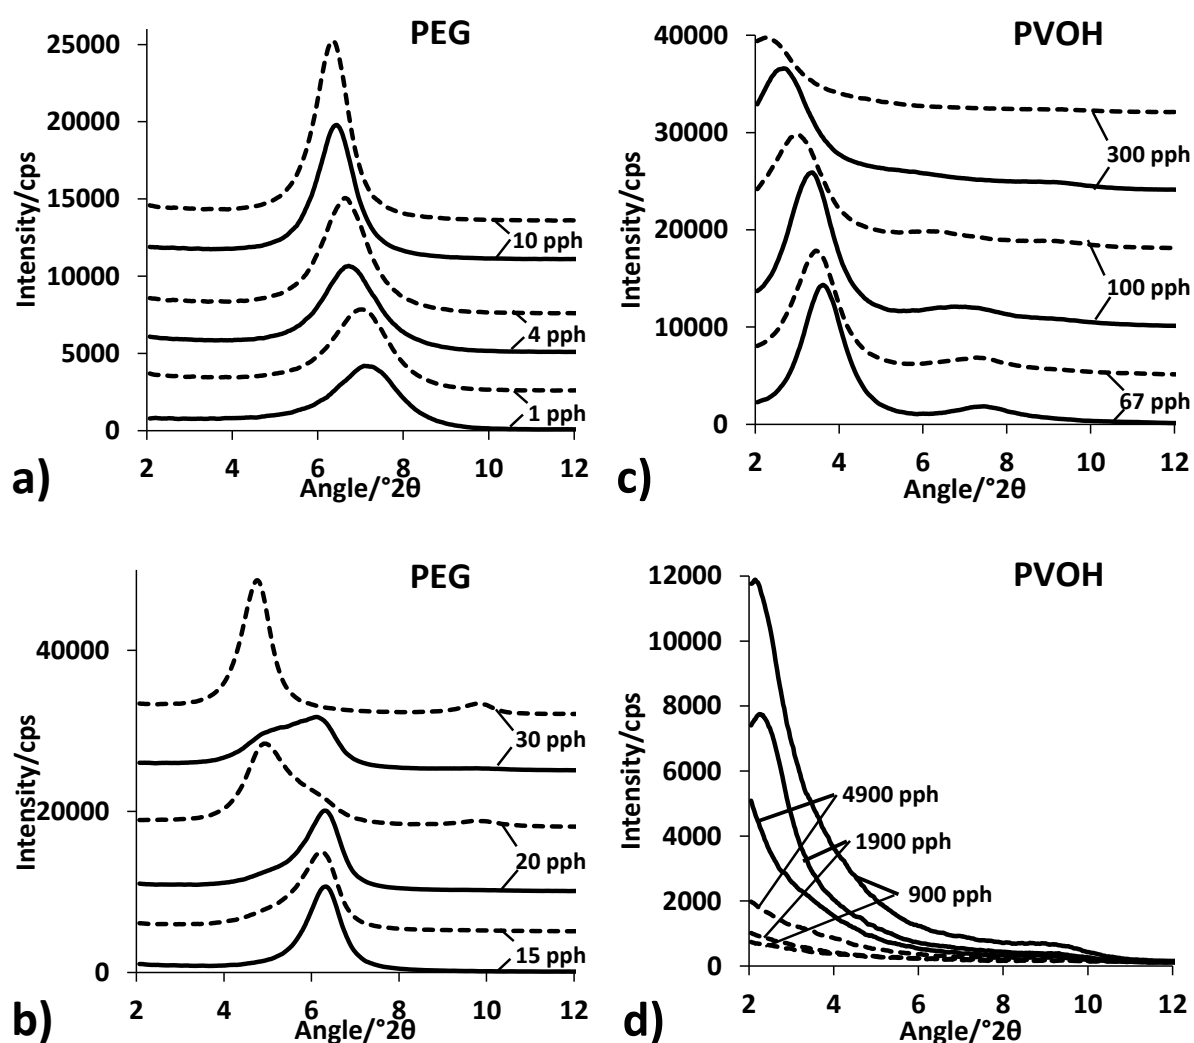 PEG
25000
20000
15000
10000
5000
0
Intensity/cps
10 pph
4 pph
1 pph
2 4 6 8 10 12
Angle/°2θ
a)
PVOH
40000
30000
20000
10000
0
Intensity/cps
300 pph
100 pph
67 pph
2 4 6 8 10 12
Angle/°2θ
c)
PEG
40000
20000
0
Intensity/cps
30 pph
20 pph
15 pph
2 4 6 8 10 12
Angle/°2θ
b)
PVOH
12000
10000
8000
6000
4000
2000
0
Intensity/cps
4900 pph
1900 pph
900 pph
2 4 6 8 10 12
Angle/°2θ
d)